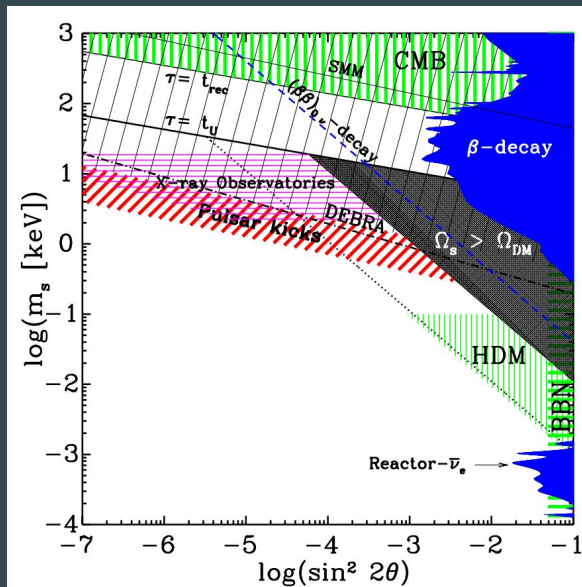 3
2
1
0
−1
−2
−3
−4
log(m_s [keV])
CMB
SMM
τ = t_rec
(ββ)_0ν-decay
τ = t_U
β-decay
X-ray Observatories
DEBRA
Pulsar kicks
Ω_s > Ω_DM
HDM
BBN
Reactor-ν̅_e
−7
−6
−5
−4
−3
−2
−1
log(sin² 2θ)